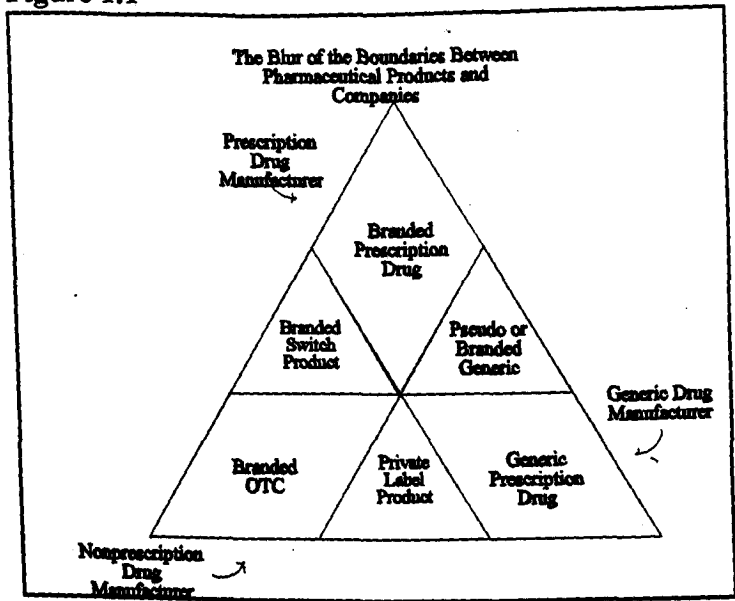 Figure 1.1
The Blur of the Boundaries Between
Pharmaceutical Products and
Companies
Prescription
Drug
Manufacturer
Branded
Prescription
Drug
Branded
Switch
Product
Pseudo or
Branded
Generic
Generic Drug
Manufacturer
Branded
OTC
Private
Label
Product
Generic
Prescription
Drug
Nonprescription
Drug
Manufacturer